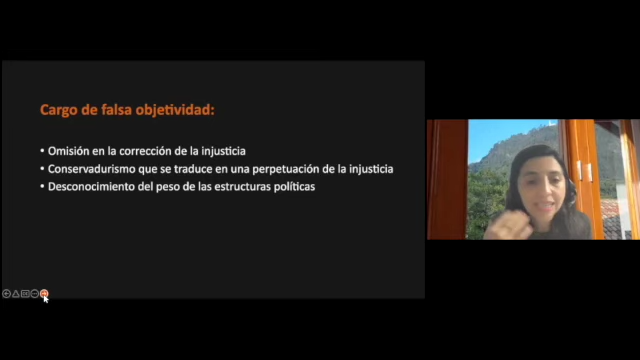 Cargo de falsa objetividad:
• Omisión en la corrección de la injusticia
• Conservadurismo que se traduce en una perpetuación de la injusticia
• Desconocimiento del peso de las estructuras políticas